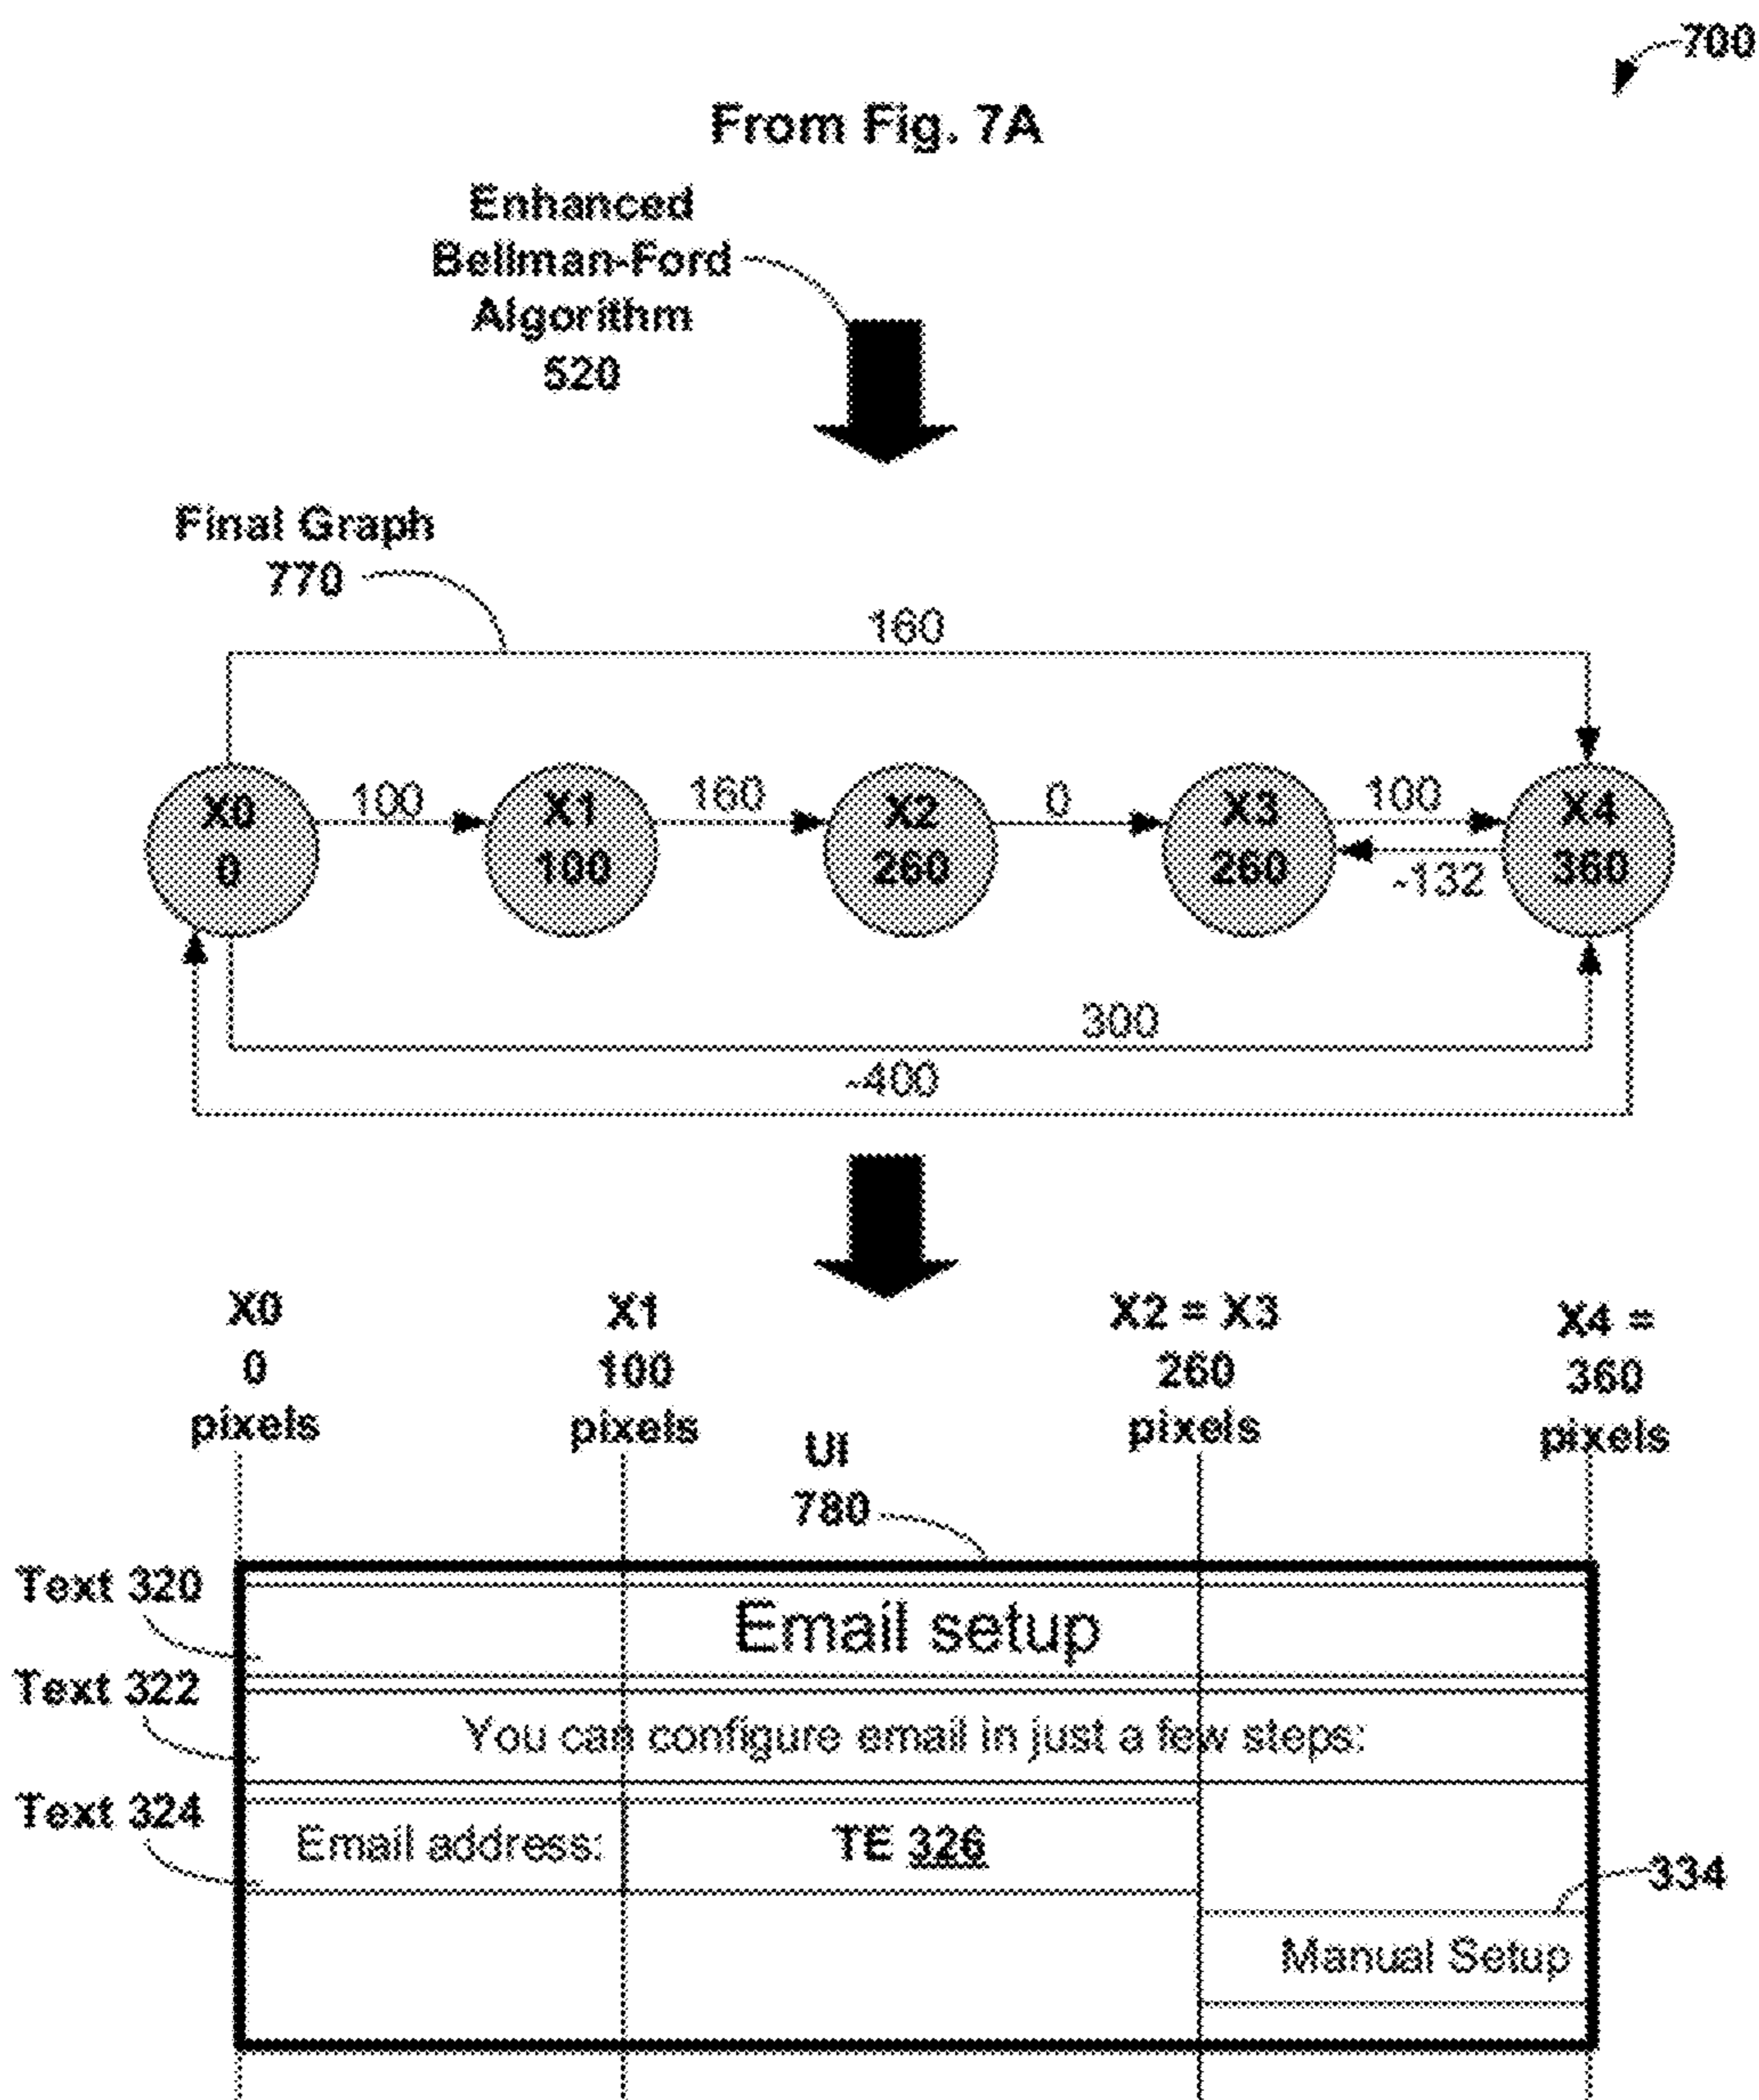 700
From Fig. 7A
Enhanced
Bellman-Ford
Algorithm
520
Final Graph
770
160
X0
0
100
X1
100
160
X2
260
0
X3
260
100
-132
X4
360
300
-400
X0
0
pixels
X1
100
pixels
X2 = X3
260
pixels
X4 =
360
pixels
UI
780
Text 320
Email setup
Text 322
You can configure email in just a few steps:
Text 324
Email address:
TE 326
334
Manual Setup